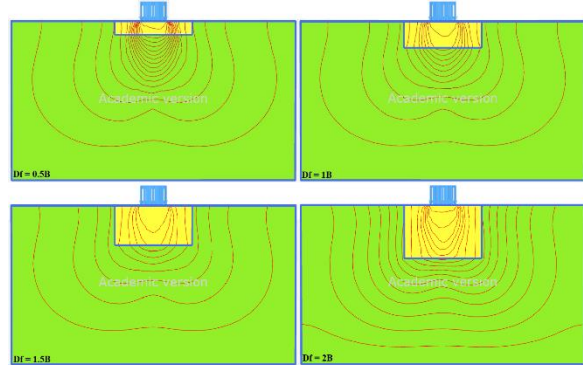 Academic version
Df = 0.5B
Academic version
Df = 1B
Academic version
Df = 1.5B
Academic version
Df = 2B